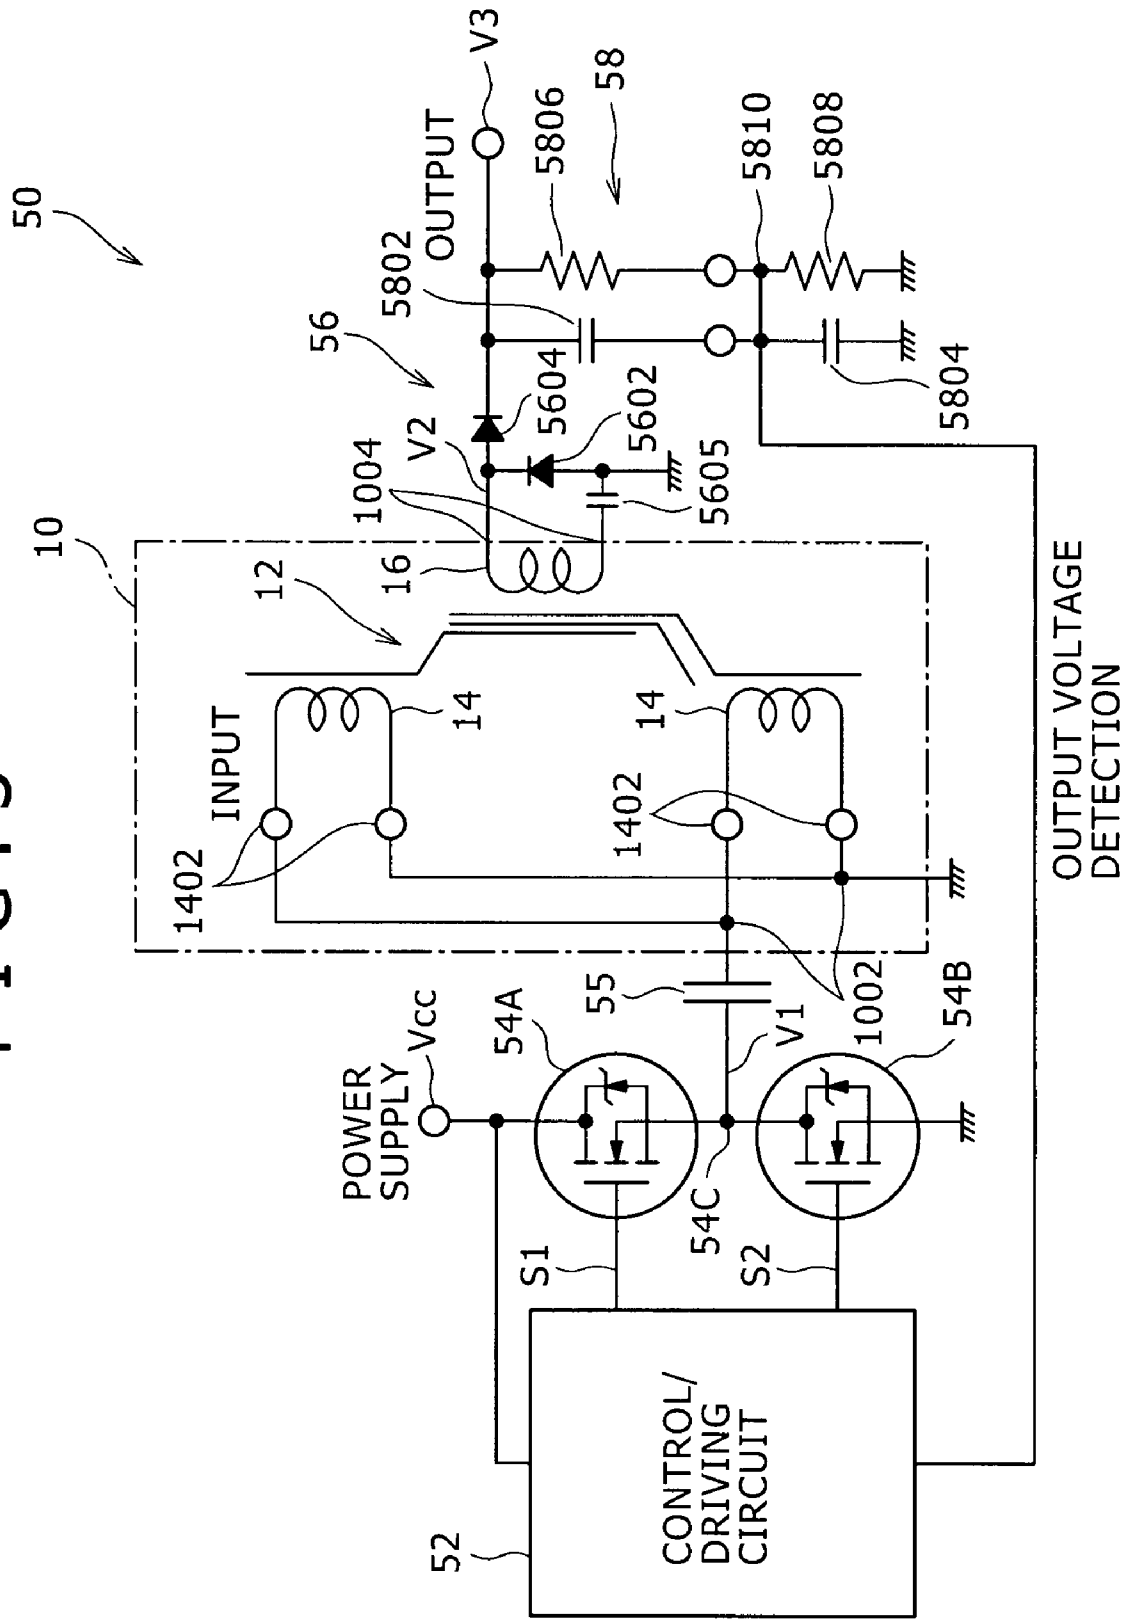 50
10
12
16
1004
V2
56
5604
5602
5605
5802
OUTPUT
V3
5806
58
5810
5808
5804
INPUT
1402
14
14
1402
1002
POWER
SUPPLY
Vcc
54A
55
V1
54B
54C
S1
S2
52
CONTROL/
DRIVING
CIRCUIT
OUTPUT VOLTAGE
DETECTION